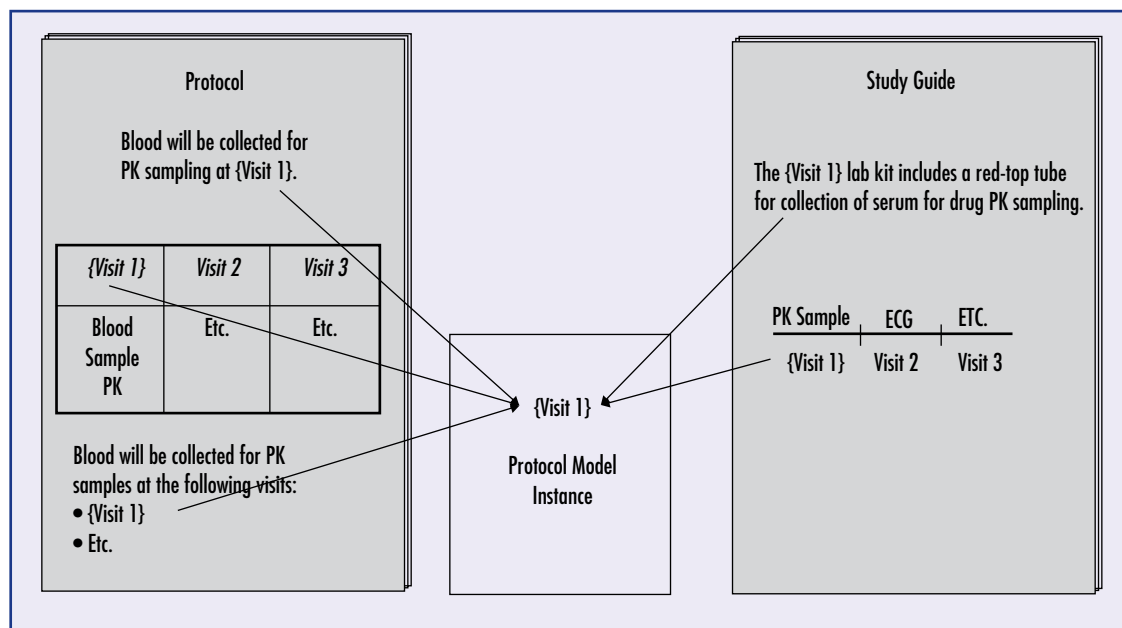 Protocol
Blood will be collected for
PK sampling at {Visit 1}.
{Visit 1} Visit 2 Visit 3
Blood Etc. Etc.
Sample
PK
Blood will be collected for PK
samples at the following visits:
• {Visit 1}
• Etc.
{Visit 1}
Protocol Model
Instance
Study Guide
The {Visit 1} lab kit includes a red-top tube
for collection of serum for drug PK sampling.
PK Sample ECG ETC.
{Visit 1} Visit 2 Visit 3